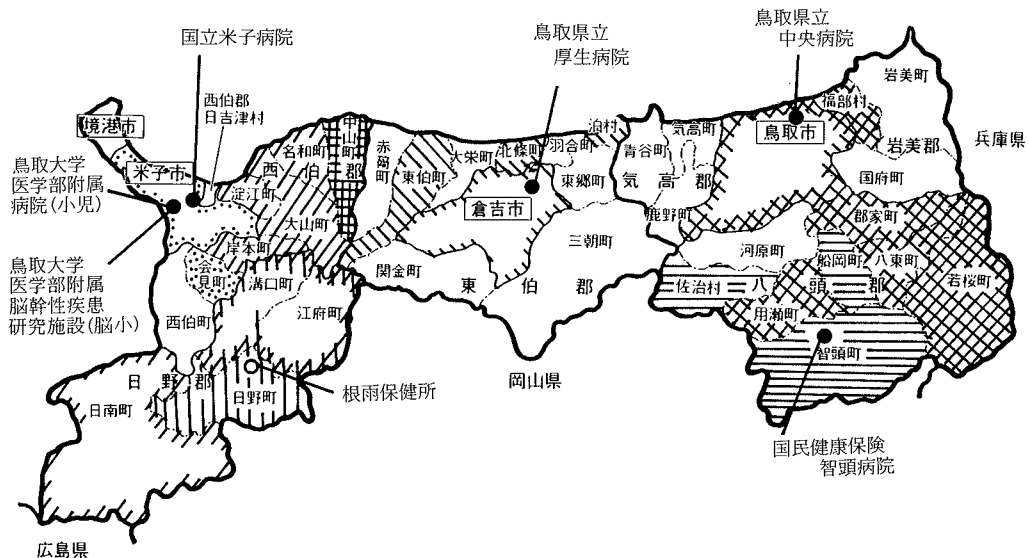 国立米子病院
鳥取県立
厚生病院
鳥取県立
中央病院
岩美町
福部村
境港市
西伯郡
日吉津村
名和町
中山町
赤碕町
大栄町
北條町
羽合町
泊村
青谷町
気高町
鳥取市
岩美郡
兵庫県
米子市
淀江町
西伯郡
東伯町
倉吉市
東郷町
気高郡
国府町
鳥取大学
医学部附属
病院(小児)
大山町
鹿野町
郡家町
岸本町
三朝町
河原町
船岡町
八東町
若桜町
鳥取大学
医学部附属
脳幹性疾患
研究施設(脳小)
会見町
溝口町
関金町
東伯郡
佐治村
八頭郡
用瀬町
西伯町
江府町
智頭町
日野郡
日南町
日野町
根雨保健所
岡山県
国民健康保険
智頭病院
広島県